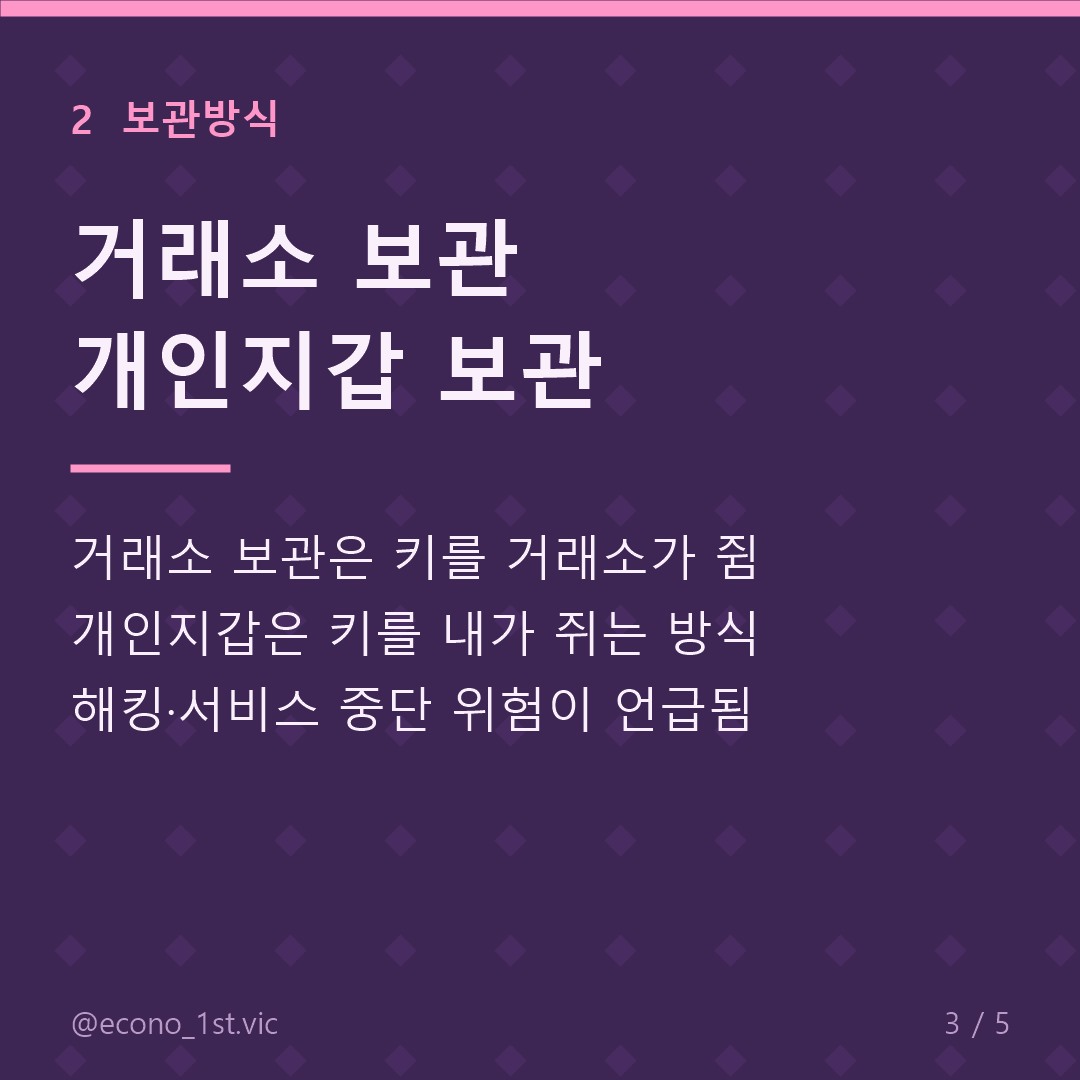 2 보관방식
거래소 보관
개인지갑 보관
거래소 보관은 키를 거래소가 쥠
개인지갑은 키를 내가 쥐는 방식
해킹·서비스 중단 위험이 언급됨
@econo_1st.vic
3 / 5